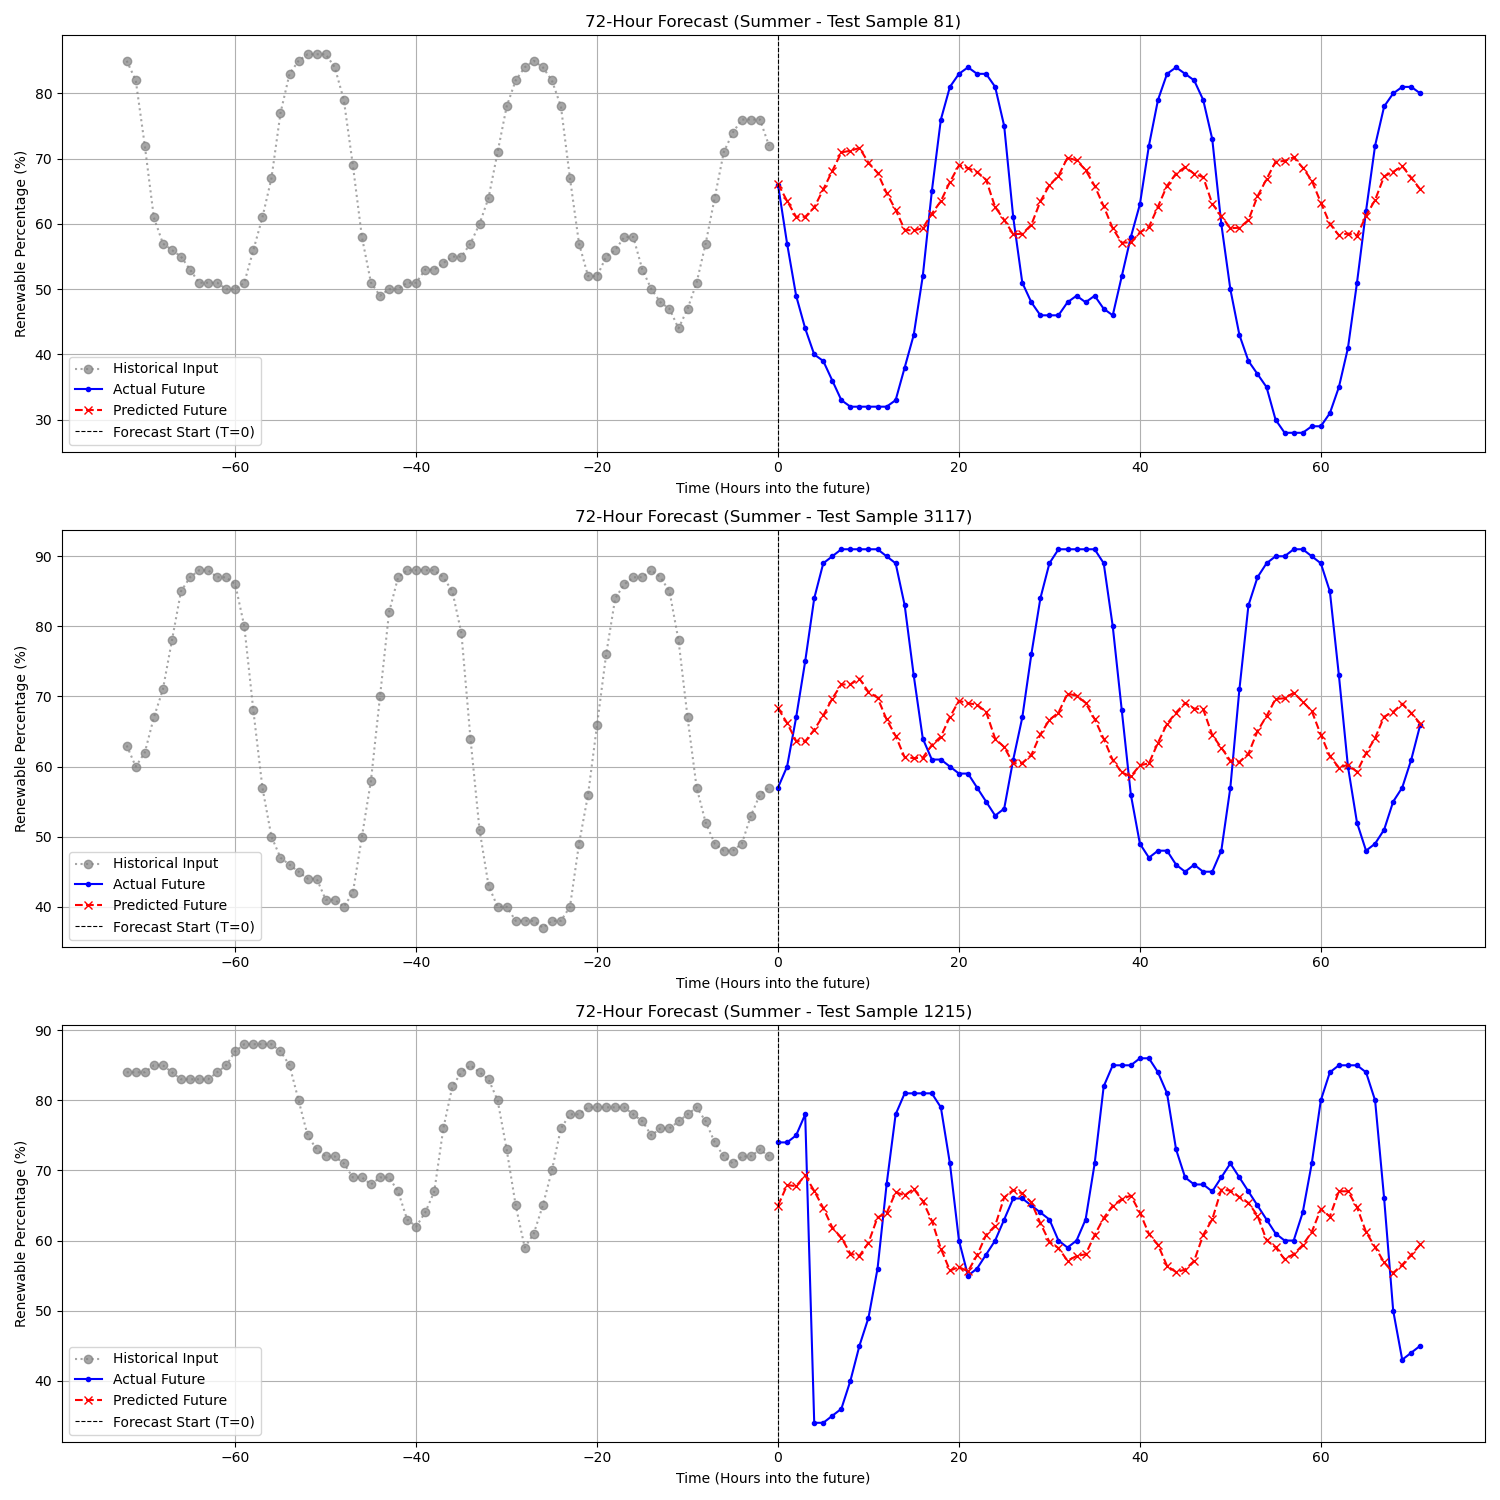 72-Hour Forecast (Summer - Test Sample 81)
Renewable Percentage (%)
80
70
60
50
40
30
Historical Input
Actual Future
Predicted Future
Forecast Start (T=0)
−60 −40 −20 0 20 40 60
Time (Hours into the future)
72-Hour Forecast (Summer - Test Sample 3117)
Renewable Percentage (%)
90
80
70
60
50
40
Historical Input
Actual Future
Predicted Future
Forecast Start (T=0)
−60 −40 −20 0 20 40 60
Time (Hours into the future)
72-Hour Forecast (Summer - Test Sample 1215)
Renewable Percentage (%)
90
80
70
60
50
40
Historical Input
Actual Future
Predicted Future
Forecast Start (T=0)
−60 −40 −20 0 20 40 60
Time (Hours into the future)